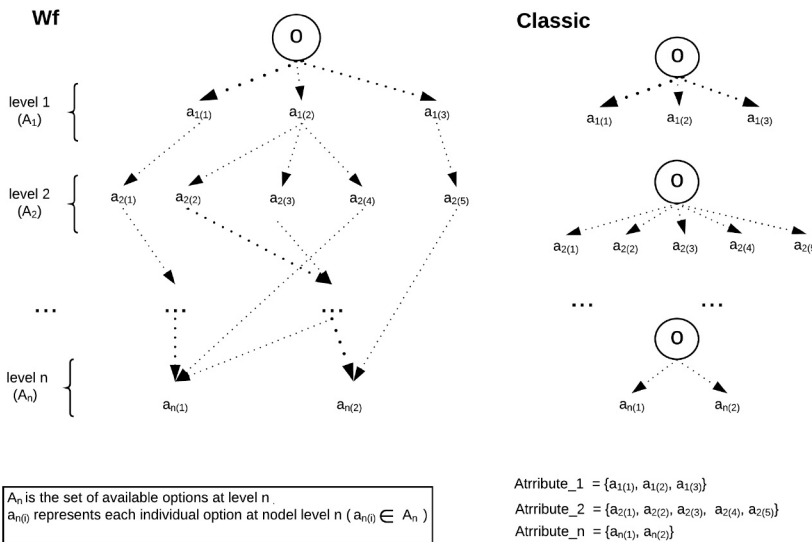 Wf
O
level 1
(A1)
a1(1) a1(2) a1(3)
level 2
(A2)
a2(1) a2(2) a2(3) a2(4) a2(5)
... ... ...
level n
(An)
an(1) an(2)
An is the set of available options at level n .
an(i) represents each individual option at nodel level n ( an(i) ∈ An )
Classic
O
a1(1) a1(2) a1(3)
O
a2(1) a2(2) a2(3) a2(4) a2(5
... ...
O
an(1) an(2)
Atrribute_1 = {a1(1), a1(2), a1(3)}
Atrribute_2 = {a2(1), a2(2), a2(3), a2(4), a2(5)}
Atrribute_n = {an(1), an(2)}